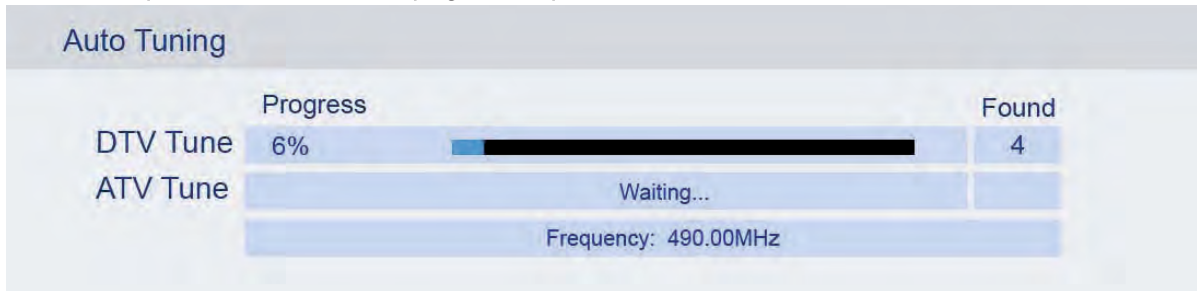 Auto Tuning
Progress Found
DTV Tune 6% 4
ATV Tune Waiting...
Frequency: 490.00MHz